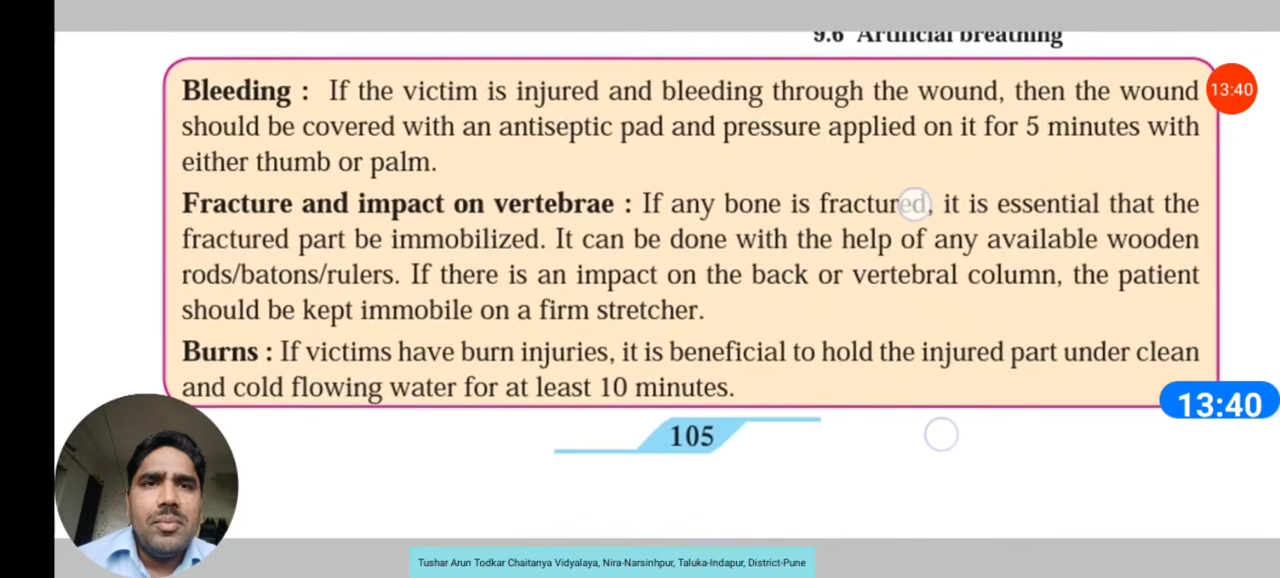 9.6 Artificial breathing
Bleeding : If the victim is injured and bleeding through the wound, then the wound
should be covered with an antiseptic pad and pressure applied on it for 5 minutes with
either thumb or palm.
Fracture and impact on vertebrae : If any bone is fractured, it is essential that the
fractured part be immobilized. It can be done with the help of any available wooden
rods/batons/rulers. If there is an impact on the back or vertebral column, the patient
should be kept immobile on a firm stretcher.
Burns : If victims have burn injuries, it is beneficial to hold the injured part under clean
and cold flowing water for at least 10 minutes.
105
13:40
13:40
Tushar Arun Todkar Chaitanya Vidyalaya, Nira-Narsinhpur, Taluka-Indapur, District-Pune